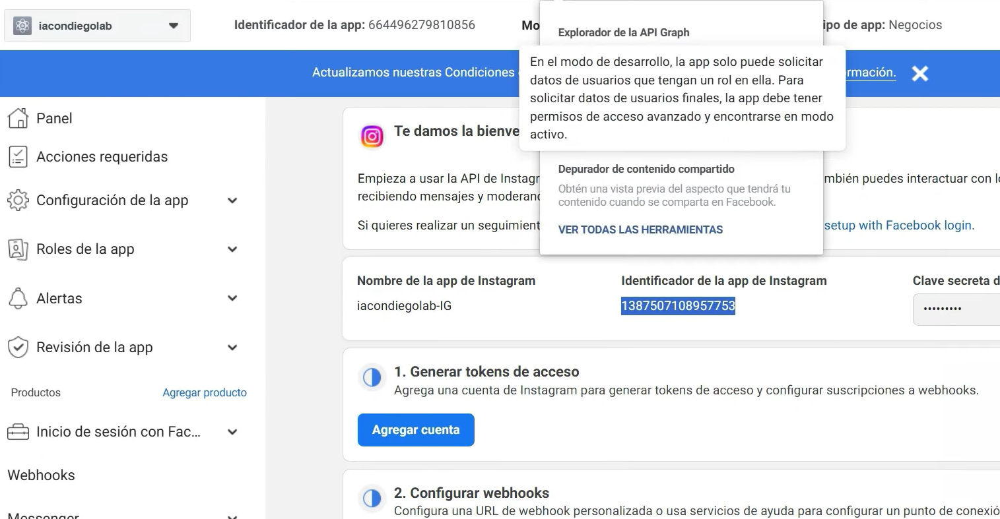 iacondiegolab
Identificador de la app: 664496279810856
Mo
ipo de app: Negocios
Explorador de la API Graph
Actualizamos nuestras Condiciones
rmación.
En el modo de desarrollo, la app solo puede solicitar
datos de usuarios que tengan un rol en ella. Para
solicitar datos de usuarios finales, la app debe tener
permisos de acceso avanzado y encontrarse en modo
activo.
Depurador de contenido compartido
Obtén una vista previa del aspecto que tendrá tu
contenido cuando se comparta en Facebook.
VER TODAS LAS HERRAMIENTAS
Panel
Acciones requeridas
Configuración de la app
Roles de la app
Alertas
Revisión de la app
Productos
Agregar producto
Inicio de sesión con Fac...
Webhooks
Messenger
Te damos la bienve
Empieza a usar la API de Instagr
mbién puedes interactuar con l
recibiendo mensajes y moderand
Si quieres realizar un seguimient
setup with Facebook login.
Nombre de la app de Instagram
Identificador de la app de Instagram
Clave secreta d
iacondiegolab-IG
1387507108957753
•••••••••
1. Generar tokens de acceso
Agrega una cuenta de Instagram para generar tokens de acceso y configurar suscripciones a webhooks.
Agregar cuenta
2. Configurar webhooks
Configura una URL de webhook personalizada o usa servicios de ayuda para configurar un punto de conexió